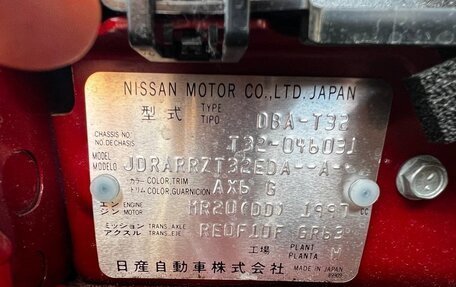 NISSAN MOTOR CO., LTD. JAPAN
型式 TYPE TIPO DBA-T32
CHASSIS NO. NO.DE CHASIS T32-046031
MODEL MODELO JDRARRZT32EDA--A-
カラー COLOR,TRIM トリム COLOR,GUARNICION AX6 G
エンジン ENGINE MOTOR MR20(DD) 1997 cc
ミッション TRANS. AXLE アクスル TRANS. EJE RE0F10F GR63
工場 PLANT PLANTA M
日産自動車株式会社 MADE IN JAPAN